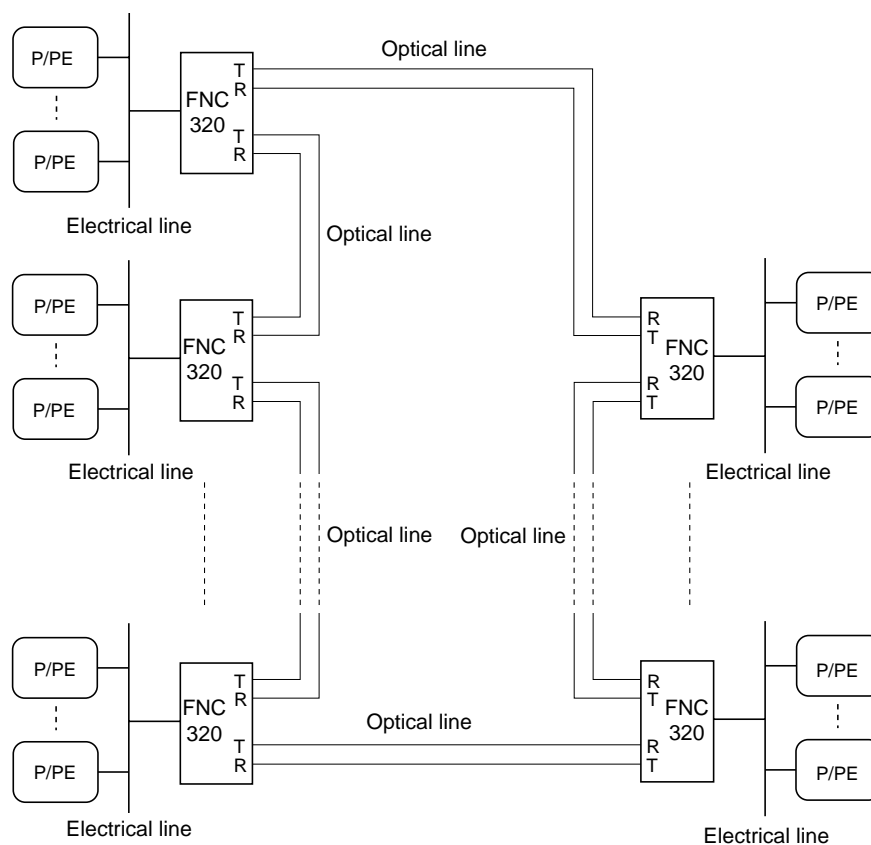 P/PE
P/PE
FNC
320
T
R
T
R
Optical line
Electrical line
Optical line
P/PE
P/PE
FNC
320
T
R
T
R
Electrical line
R
T
R
T
FNC
320
P/PE
P/PE
Electrical line
Optical line
Optical line
P/PE
P/PE
FNC
320
T
R
T
R
Electrical line
Optical line
R
T
R
T
FNC
320
P/PE
P/PE
Electrical line